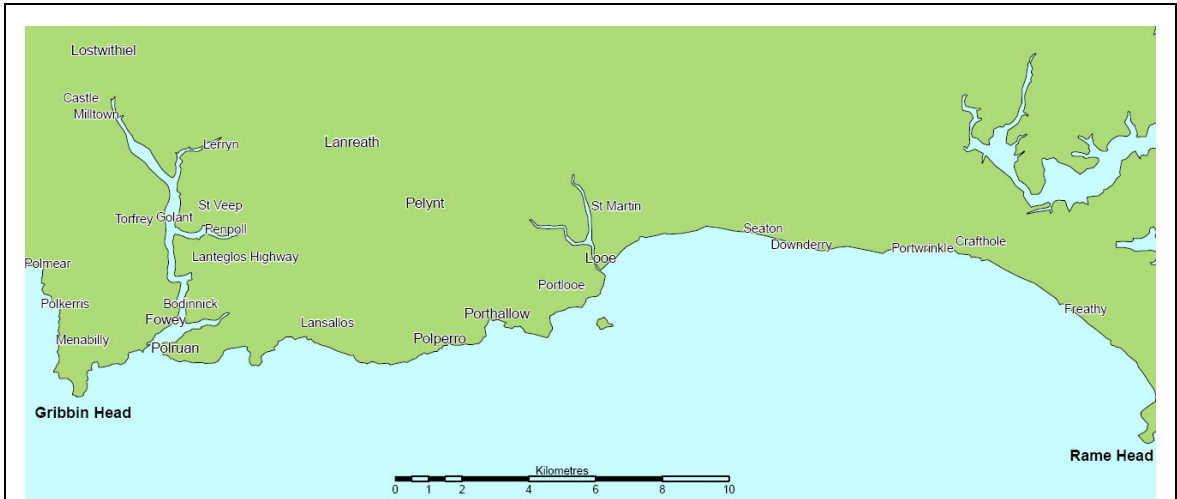 Lostwithiel
Castle
Milltown
Lerryn
Lanreath
St Veep
Pelynt
St Martin
Torfrey
Golant
Penpoll
Seaton
Downderry
Portwrinkle
Crafthole
Lanteglos Highway
Looe
Polmear
Portlooe
Polkerris
Bodinnick
Freathy
Fowey
Lansallos
Porthallow
Menabilly
Polruan
Polperro
Gribbin Head
Rame Head
Kilometres
0 1 2 4 6 8 10